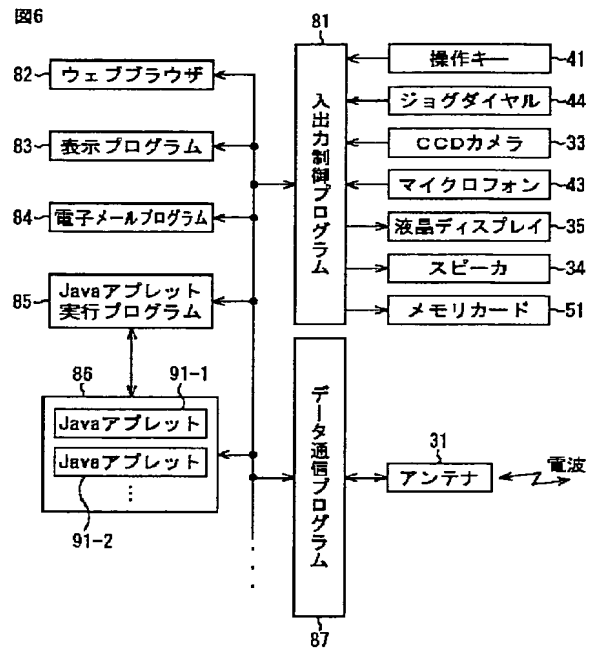 図6
81
82
ウェブブラウザ
83
表示プログラム
84
電子メールプログラム
85
Javaアプレット
実行プログラム
86
91-1
Javaアプレット
Javaアプレット
91-2
入出力制御プログラム
操作キー
41
ジョグダイヤル
44
CCDカメラ
33
マイクロフォン
43
液晶ディスプレイ
35
スピーカ
34
メモリカード
51
データ通信プログラム
87
31
アンテナ
電波